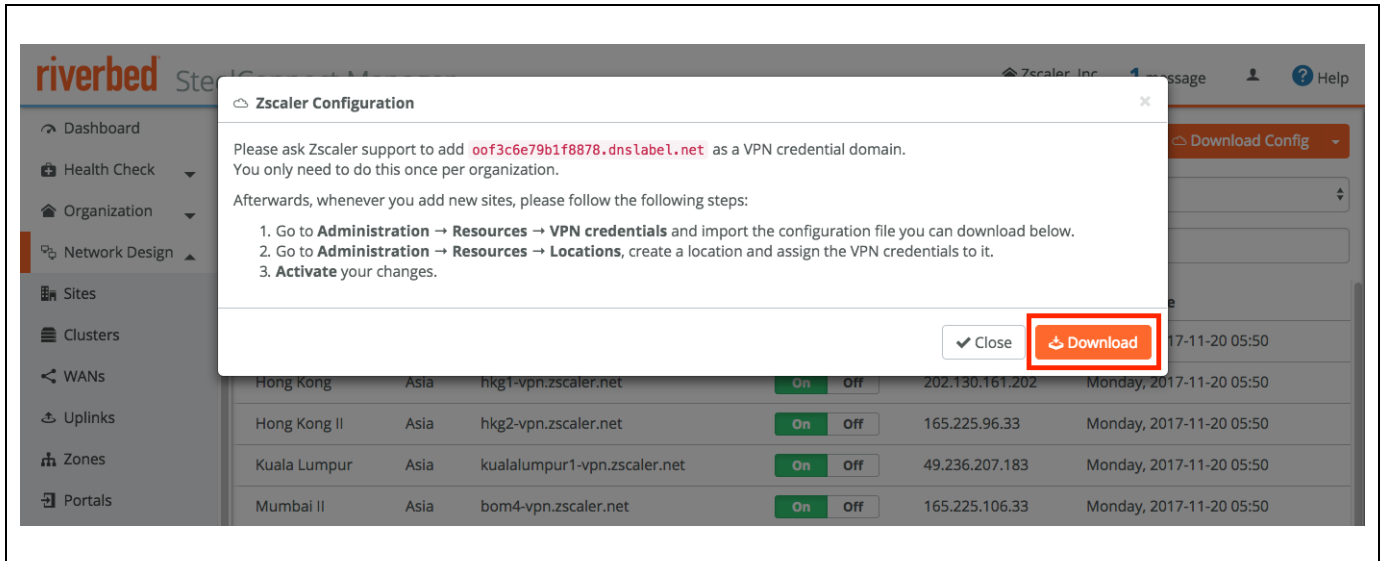 riverbed SteelConnect Manager Zscaler, Inc 1 message Help
Zscaler Configuration ×
Dashboard
Please ask Zscaler support to add oof3c6e79b1f8878.dnslabel.net as a VPN credential domain.
Download Config
You only need to do this once per organization.
Health Check
Afterwards, whenever you add new sites, please follow the following steps:
Organization
1. Go to Administration → Resources → VPN credentials and import the configuration file you can download below.
Network Design
2. Go to Administration → Resources → Locations, create a location and assign the VPN credentials to it.
3. Activate your changes.
Sites
Clusters
Close Download
17-11-20 05:50
WANs
Hong Kong Asia hkg1-vpn.zscaler.net On Off 202.130.161.202 Monday, 2017-11-20 05:50
Uplinks
Hong Kong II Asia hkg2-vpn.zscaler.net On Off 165.225.96.33 Monday, 2017-11-20 05:50
Zones
Kuala Lumpur Asia kualalumpur1-vpn.zscaler.net On Off 49.236.207.183 Monday, 2017-11-20 05:50
Portals
Mumbai II Asia bom4-vpn.zscaler.net On Off 165.225.106.33 Monday, 2017-11-20 05:50